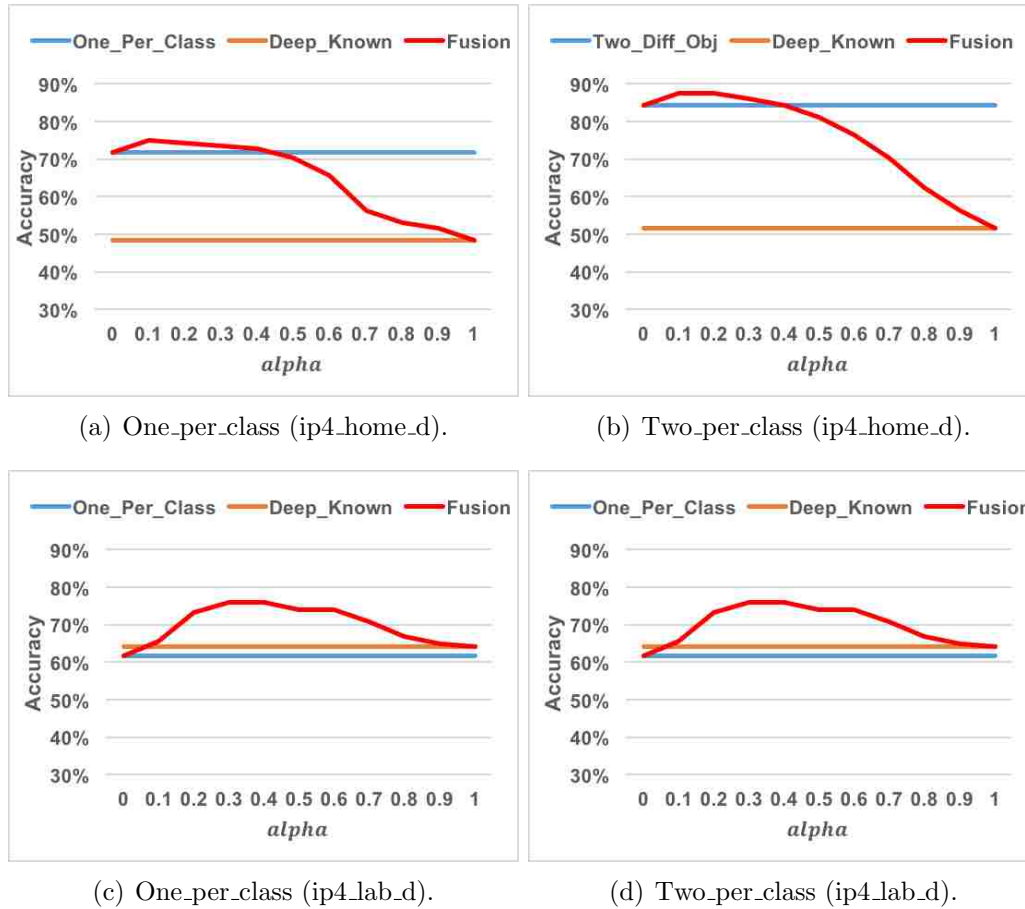 One_Per_Class Deep_Known Fusion
90%
80%
70%
60%
50%
40%
30%
Accuracy
0 0.1 0.2 0.3 0.4 0.5 0.6 0.7 0.8 0.9 1
alpha
(a) One_per_class (ip4_home_d).
Two_Diff_Obj Deep_Known Fusion
90%
80%
70%
60%
50%
40%
30%
Accuracy
0 0.1 0.2 0.3 0.4 0.5 0.6 0.7 0.8 0.9 1
alpha
(b) Two_per_class (ip4_home_d).
One_Per_Class Deep_Known Fusion
90%
80%
70%
60%
50%
40%
30%
Accuracy
0 0.1 0.2 0.3 0.4 0.5 0.6 0.7 0.8 0.9 1
alpha
(c) One_per_class (ip4_lab_d).
One_Per_Class Deep_Known Fusion
90%
80%
70%
60%
50%
40%
30%
Accuracy
0 0.1 0.2 0.3 0.4 0.5 0.6 0.7 0.8 0.9 1
alpha
(d) Two_per_class (ip4_lab_d).